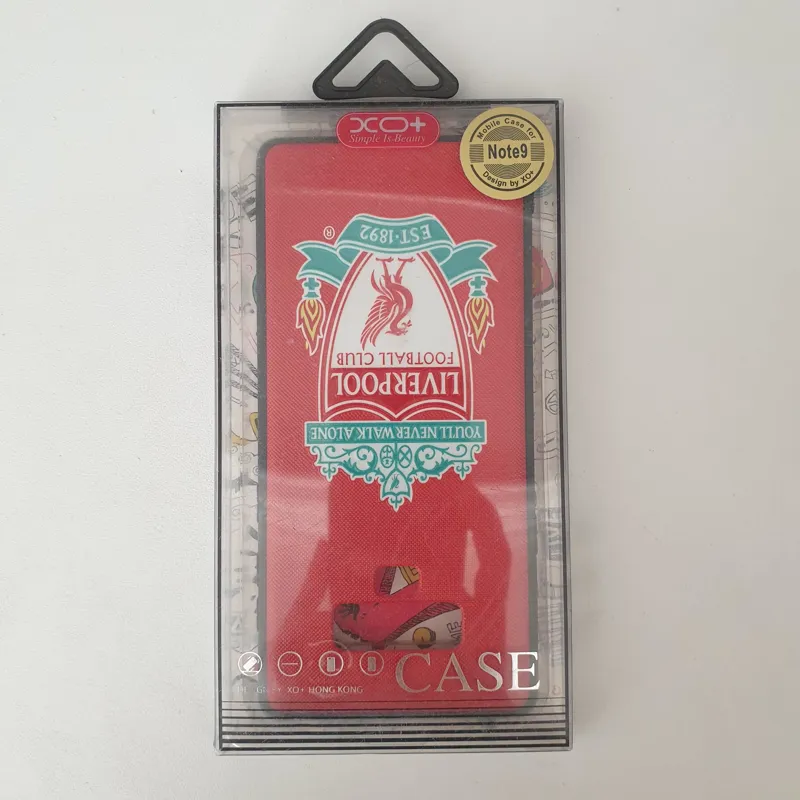 XO+
Simple Is Beauty
Mobile Case for
Note9
Design by XO+
YOU'LL NEVER WALK ALONE
LIVERPOOL
FOOTBALL CLUB
EST·1892
®
CASE
XO+ HONG KONG